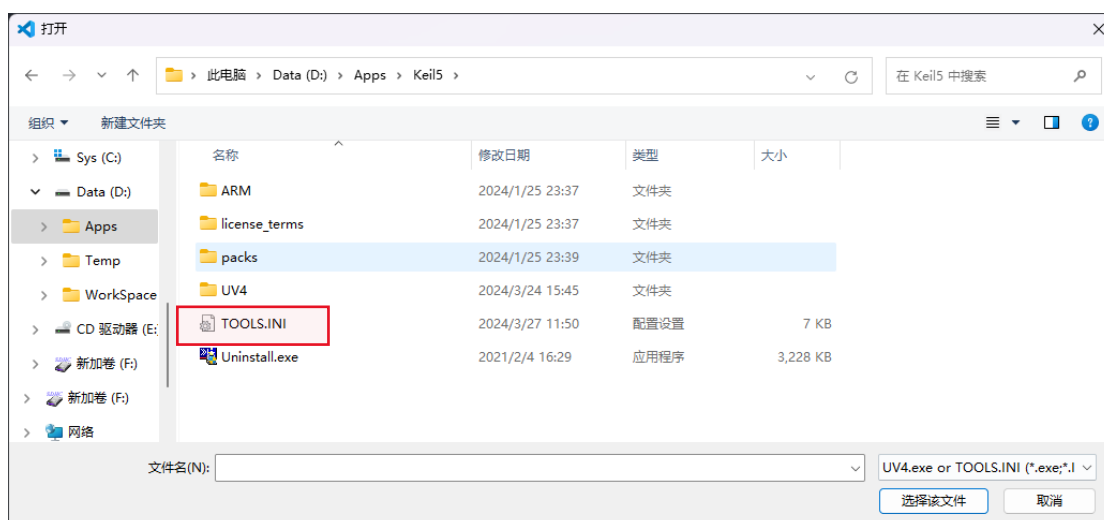 打开
此电脑 > Data (D:) > Apps > Keil5 >
在 Keil5 中搜索
组织 新建文件夹
Sys (C:)
Data (D:)
Apps
Temp
WorkSpace
CD 驱动器 (E:
新加卷 (F:)
新加卷 (F:)
网络
名称 修改日期 类型 大小
ARM 2024/1/25 23:37 文件夹
license_terms 2024/1/25 23:37 文件夹
packs 2024/1/25 23:39 文件夹
UV4 2024/3/24 15:45 文件夹
TOOLS.INI 2024/3/27 11:50 配置设置 7 KB
Uninstall.exe 2021/2/4 16:29 应用程序 3,228 KB
文件名(N):
UV4.exe or TOOLS.INI (*.exe;*.I
选择该文件 取消